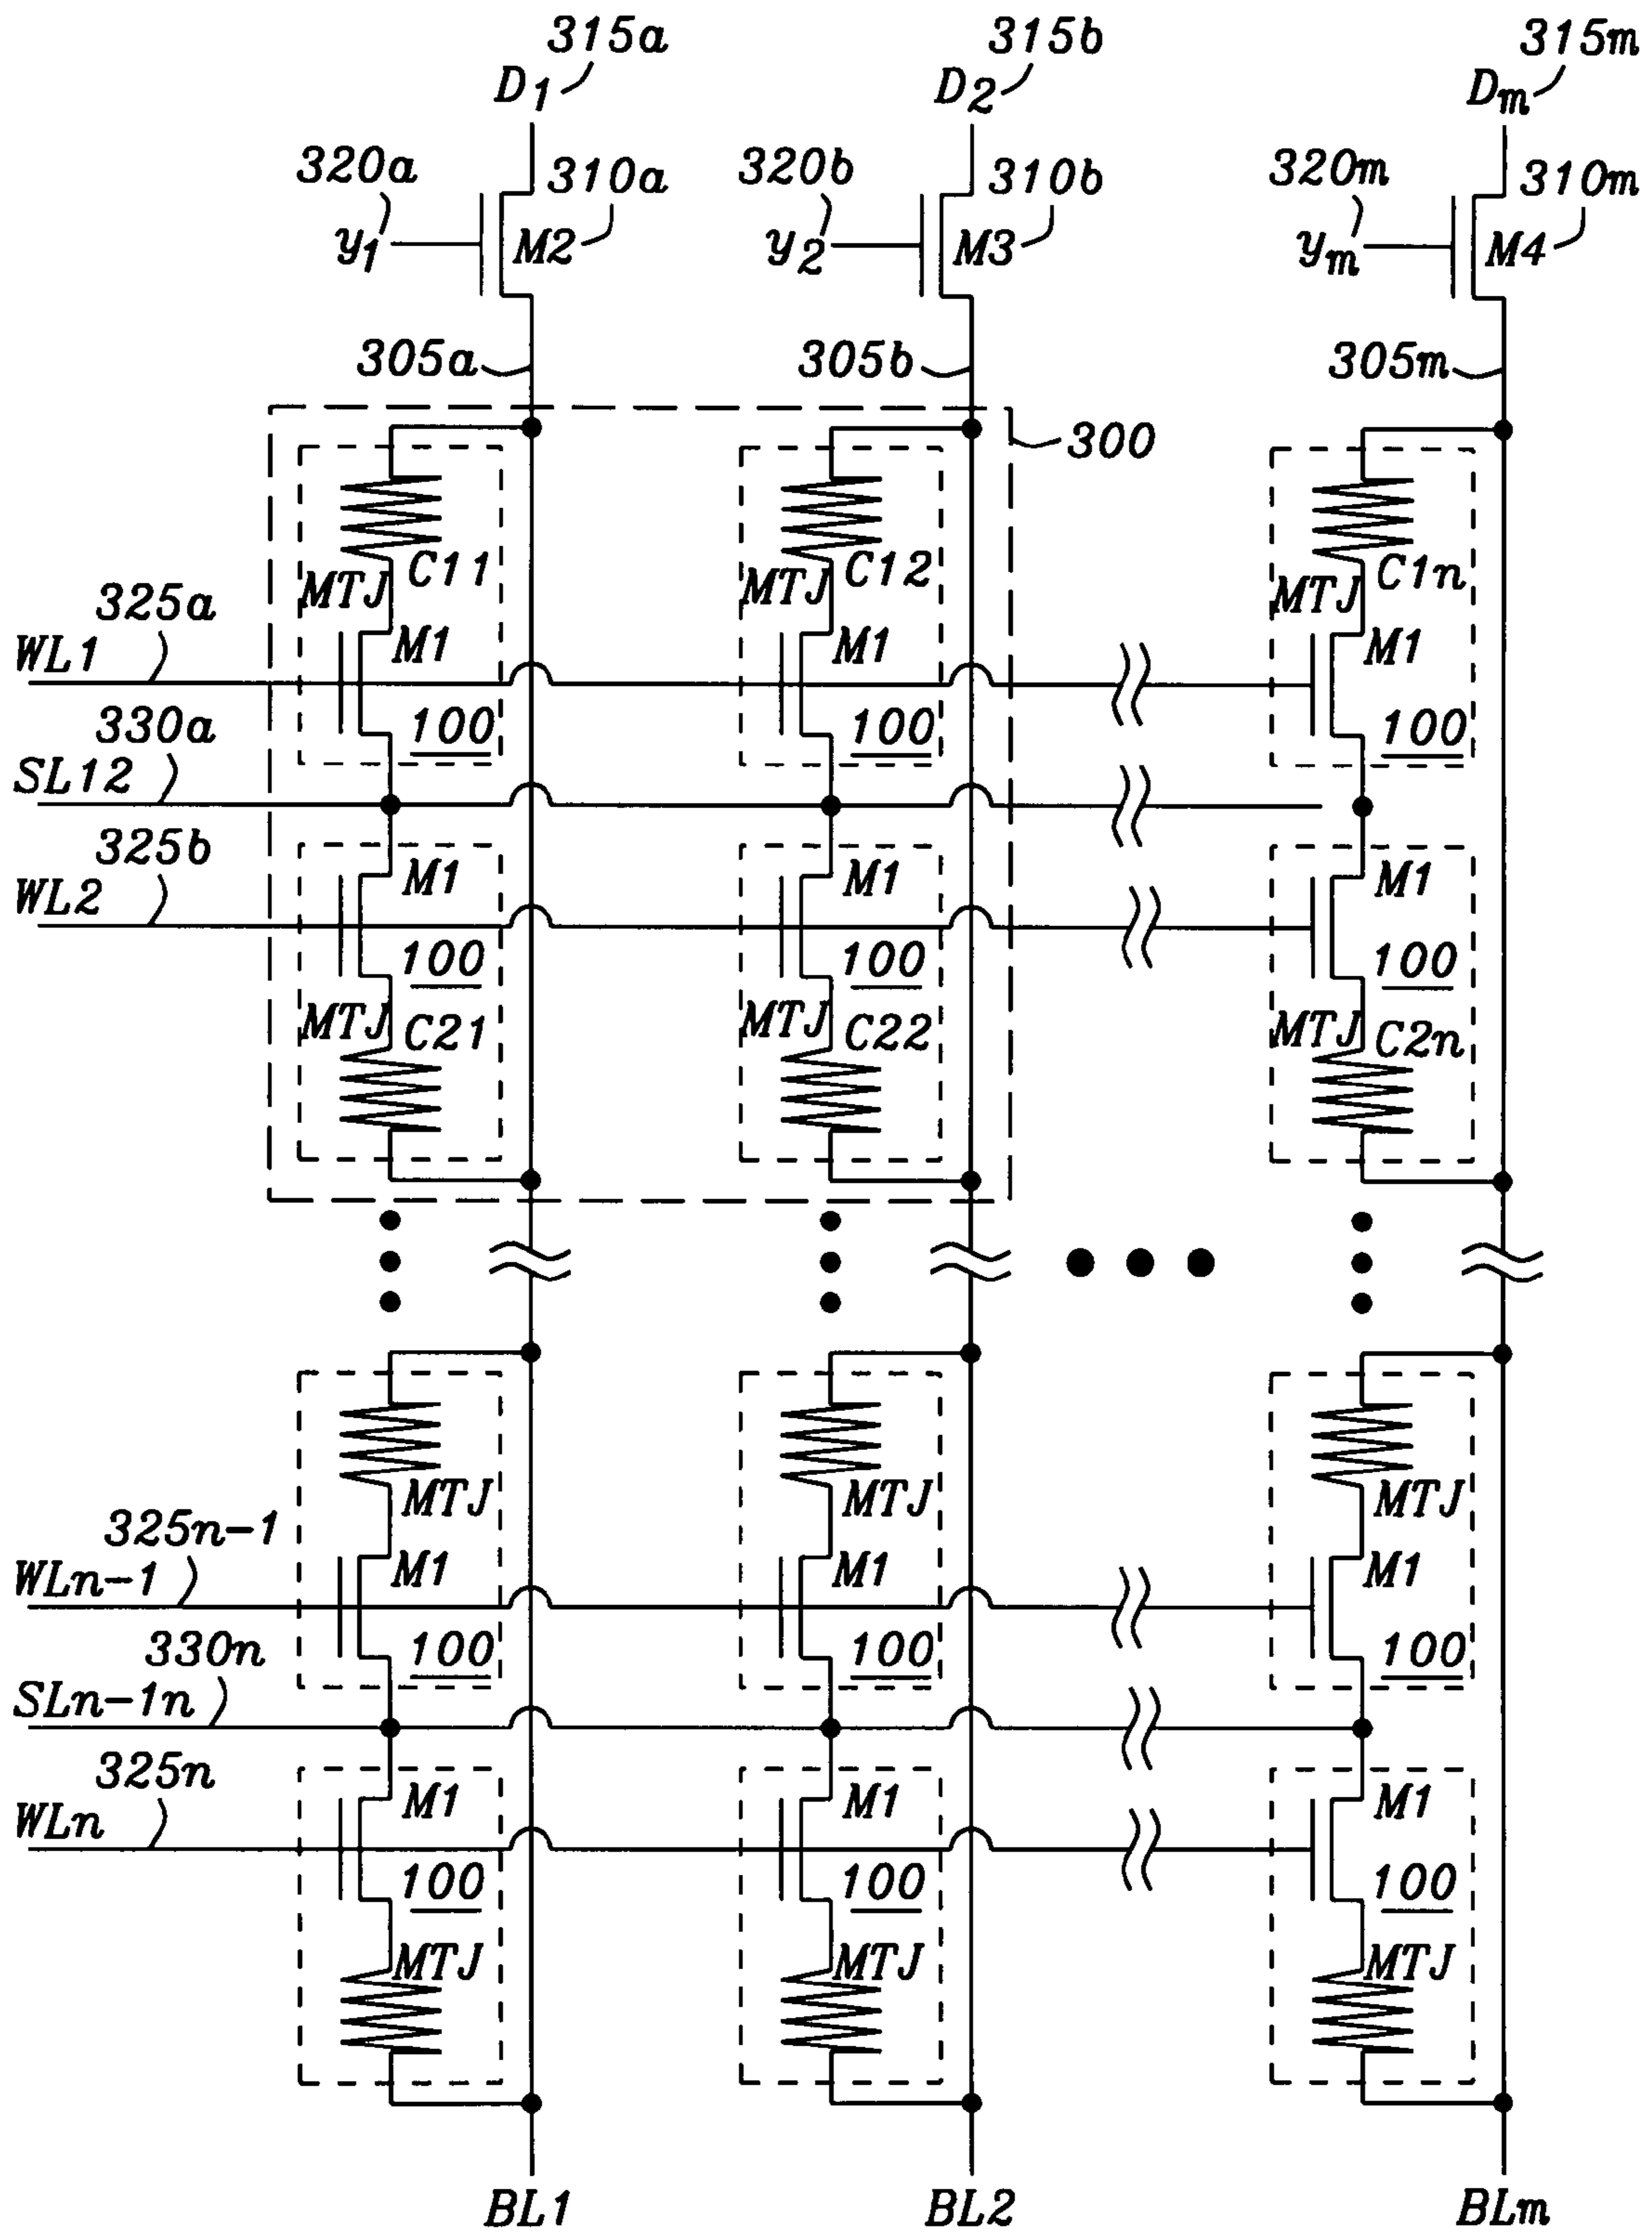 315a 315b 315m
D1 D2 Dm
320a 310a 320b 310b 320m 310m
y1 M2 y2 M3 ym M4
305a 305b 305m
300
C11 C12 C1n
MTJ MTJ MTJ
325a
WL1 M1 M1 M1
330a 100 100 100
SL12
325b
WL2 M1 M1 M1
100 100 100
MTJ C21 MTJ C22 MTJ C2n
MTJ MTJ MTJ
325n-1
WLn-1 M1 M1 M1
330n 100 100 100
SLn-1n
325n
WLn M1 M1 M1
100 100 100
MTJ MTJ MTJ
BL1 BL2 BLm